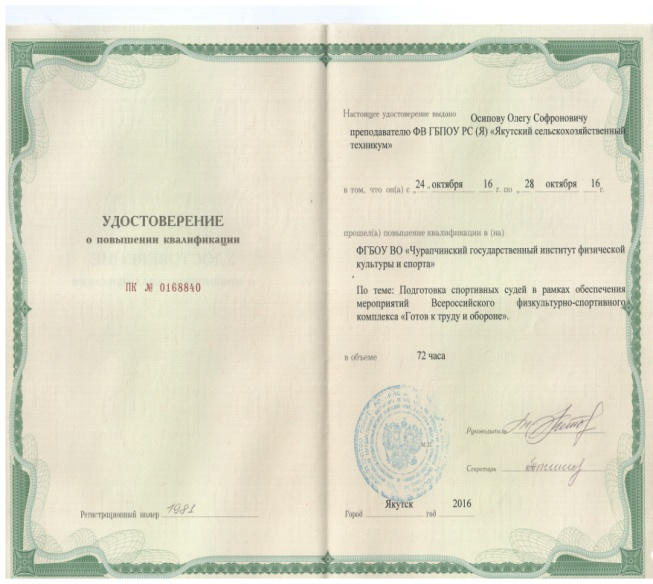 УДОСТОВЕРЕНИЕ
о повышении квалификации
ПК № 0168840
Регистрационный номер 1981
Настоящее удостоверение выдано Осипову Олегу Софроновичу
преподавателю ФВ ГБПОУ РС (Я) «Якутский сельскохозяйственный
техникум»
в том, что он(а) с „ 24 „ октября 16 г. по „ 28 октября 16 г.
прошел(а) повышение квалификации в (на)
ФГБОУ ВО «Чурапчинский государственный институт физической
культуры и спорта»
По теме: Подготовка спортивных судей в рамках обеспечения
мероприятий Всероссийского физкультурно-спортивного
комплекса «Готов к труду и обороне».
в объеме 72 часа
М.П.
Руководитель
Секретарь
Город Якутск год 2016